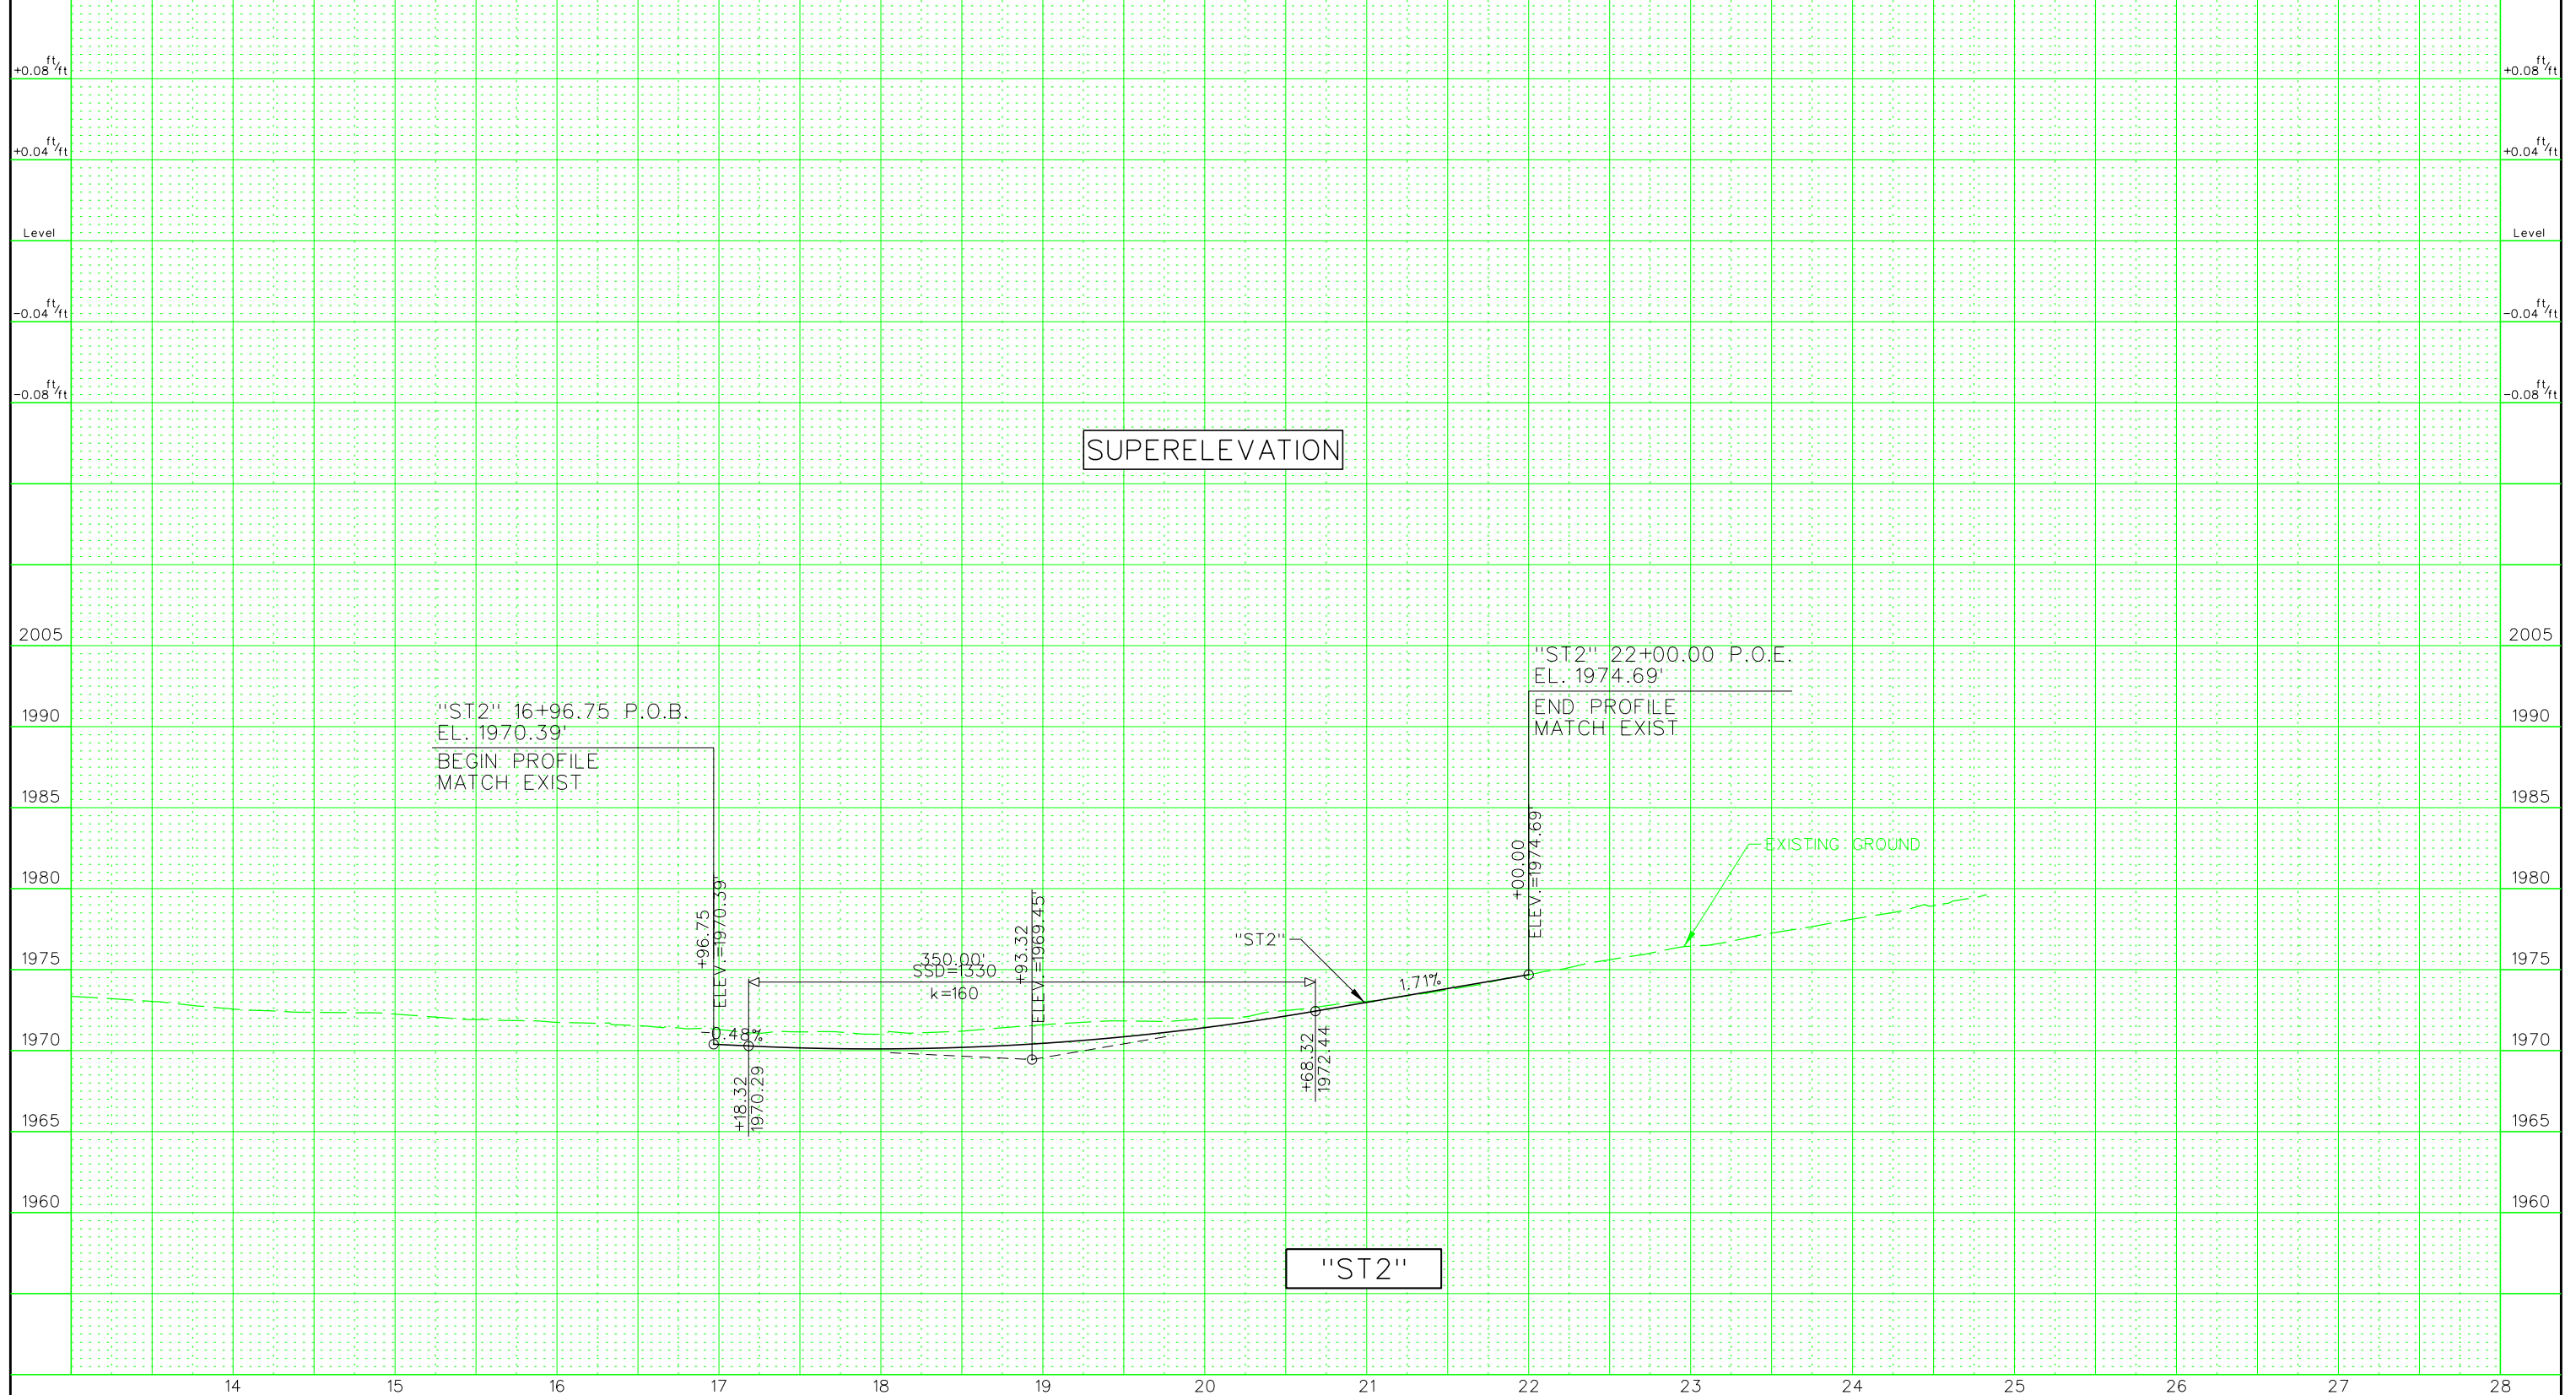 +0.08 ft/ft
+0.08 ft/ft
+0.04 ft/ft
+0.04 ft/ft
Level
Level
-0.04 ft/ft
-0.04 ft/ft
-0.08 ft/ft
-0.08 ft/ft
SUPERELEVATION
2005
2005
"ST2" 22+00.00 P.O.E.
EL. 1974.69'
END PROFILE
MATCH EXIST
1990
1990
"ST2" 16+96.75 P.O.B.
EL. 1970.39'
BEGIN PROFILE
MATCH EXIST
1985
1985
+00.00
ELEV.=1974.69'
EXISTING GROUND
1980
1980
+96.75
ELEV.=1970.39'
+93.32
ELEV.=1969.45'
"ST2"
350.00'
SSD=1330
k=160
1975
1975
1.71%
-0.48%
1970
1970
+18.32
1970.29
+68.32
1972.44
1965
1965
1960
1960
"ST2"
14 15 16 17 18 19 20 21 22 23 24 25 26 27 28